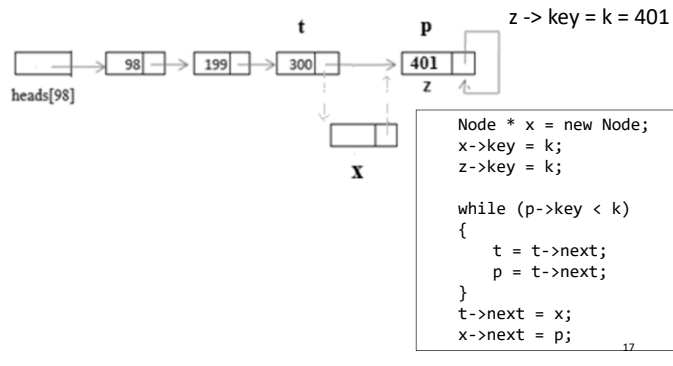 z -> key = k = 401
t p
98 199 300 401
z
heads[98]
x
Node * x = new Node;
x->key = k;
z->key = k;
while (p->key < k)
{
t = t->next;
p = t->next;
}
t->next = x;
x->next = p;
17